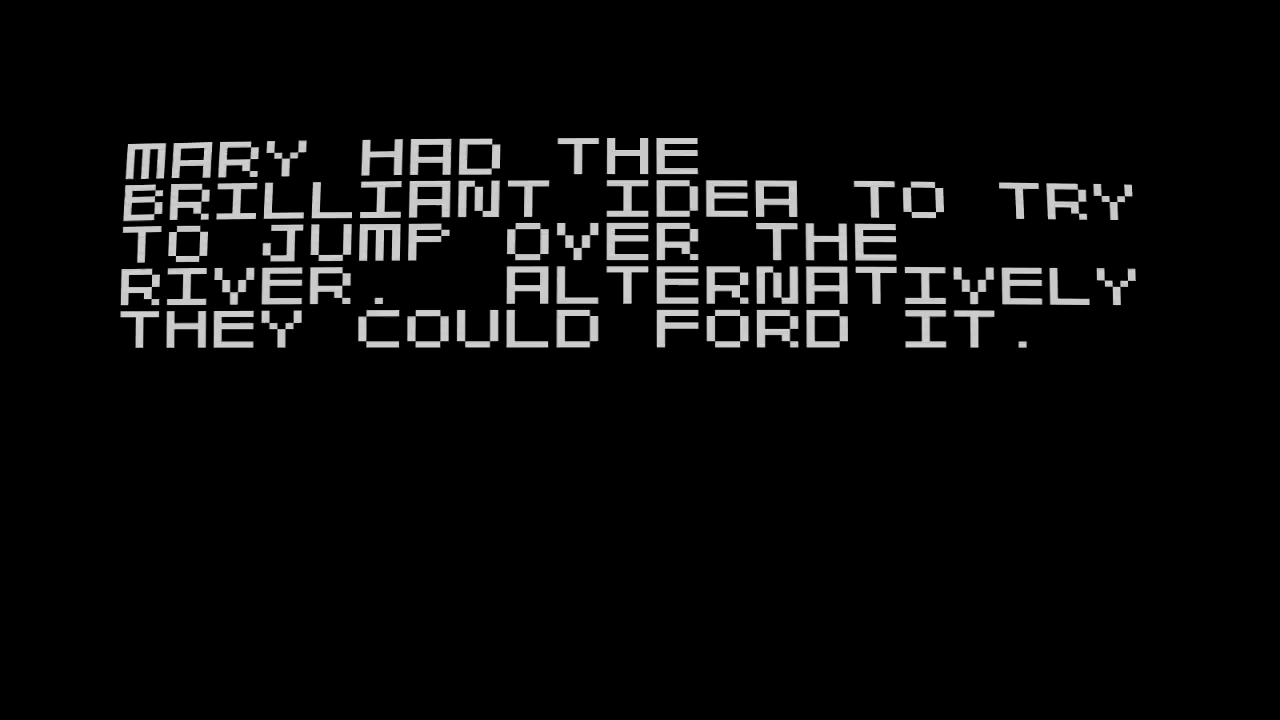 MARY HAD THE
BRILLIANT IDEA TO TRY
TO JUMP OVER THE
RIVER.  ALTERNATIVELY
THEY COULD FORD IT.